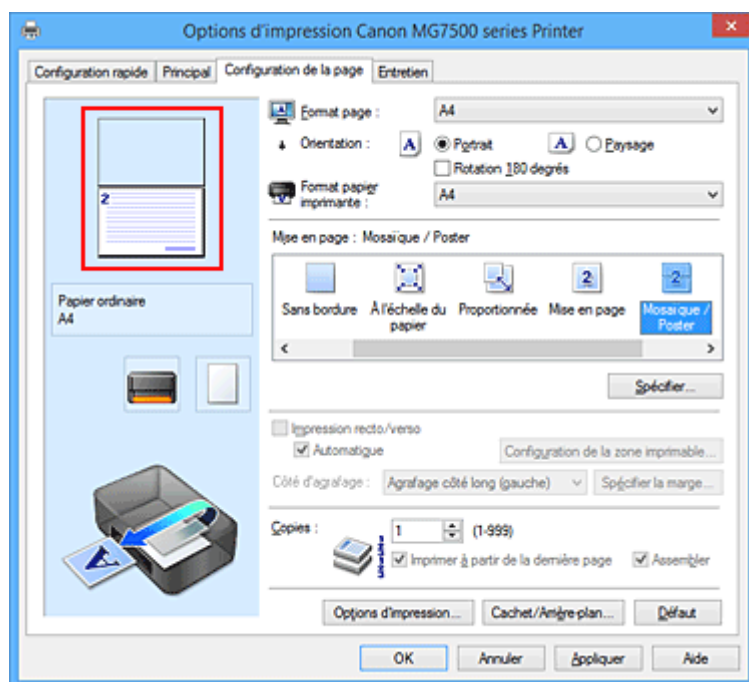 Options d'impression Canon MG7500 series Printer
Configuration rapide Principal Configuration de la page Entretien
Format page : A4
Orientation : A Portrait A Paysage
Rotation 180 degrés
Format papier imprimante : A4
Mise en page : Mosaïque / Poster
2
2 2
Sans bordure À l'échelle du papier Proportionnée Mise en page Mosaïque / Poster
Papier ordinaire
A4
Spécifier...
Impression recto/verso
Automatique Configuration de la zone imprimable...
Côté d'agrafage : Agrafage côté long (gauche) Spécifier la marge...
Copies : 1 (1-999)
Imprimer à partir de la dernière page Assembler
Options d'impression... Cachet/Arrière-plan... Défaut
OK Annuler Appliquer Aide